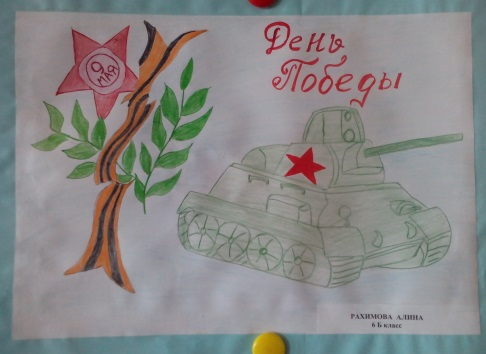 9
МАЯ
День
Победы
РАХИМОВА АЛИНА
6 Б класс